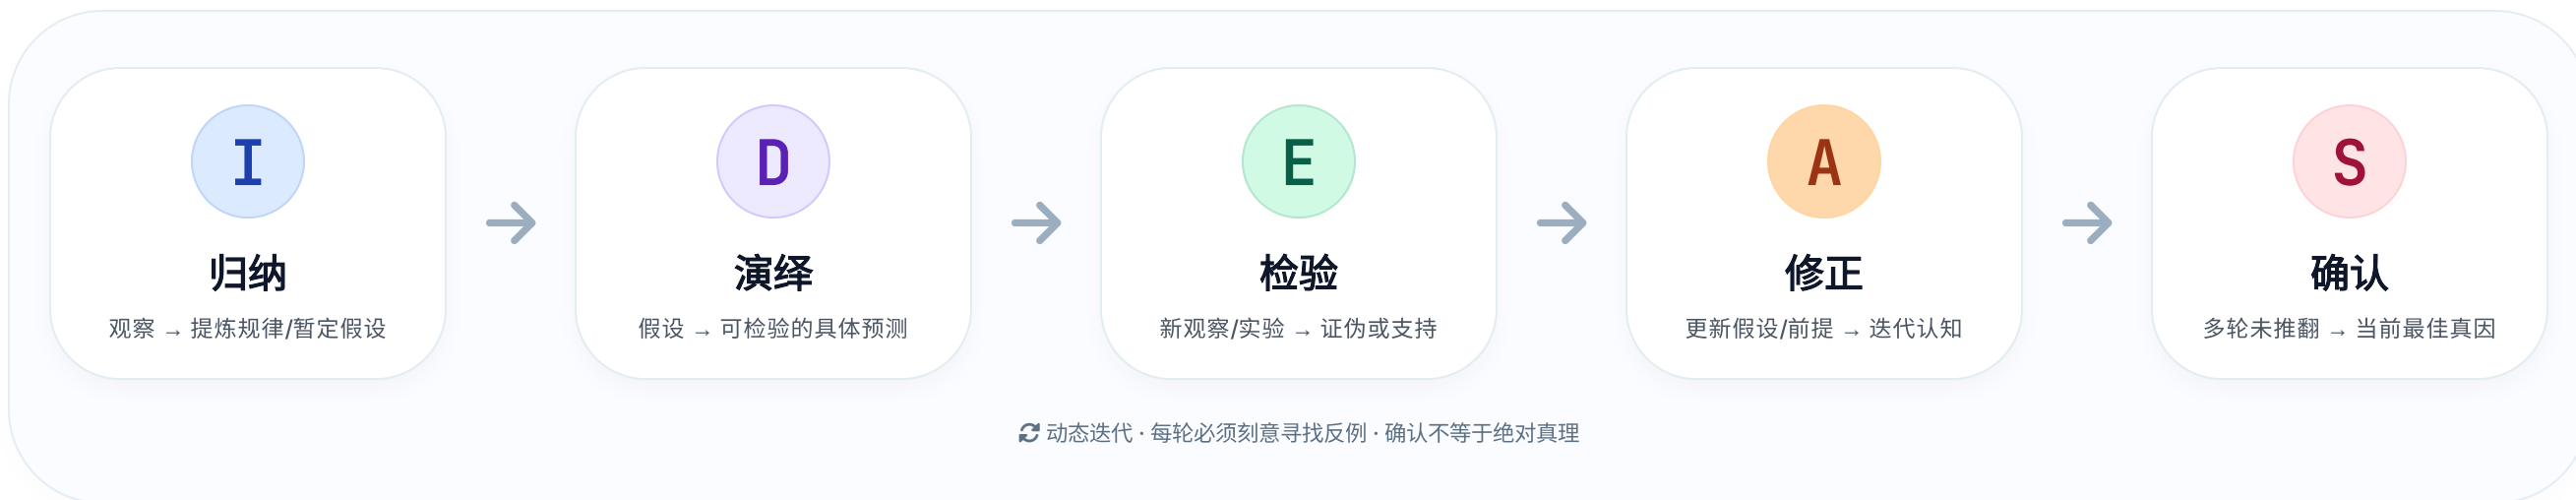 I
归纳
观察 → 提炼规律/暂定假设
D
演绎
假设 → 可检验的具体预测
E
检验
新观察/实验 → 证伪或支持
A
修正
更新假设/前提 → 迭代认知
S
确认
多轮未推翻 → 当前最佳真因
动态迭代 · 每轮必须刻意寻找反例 · 确认不等于绝对真理